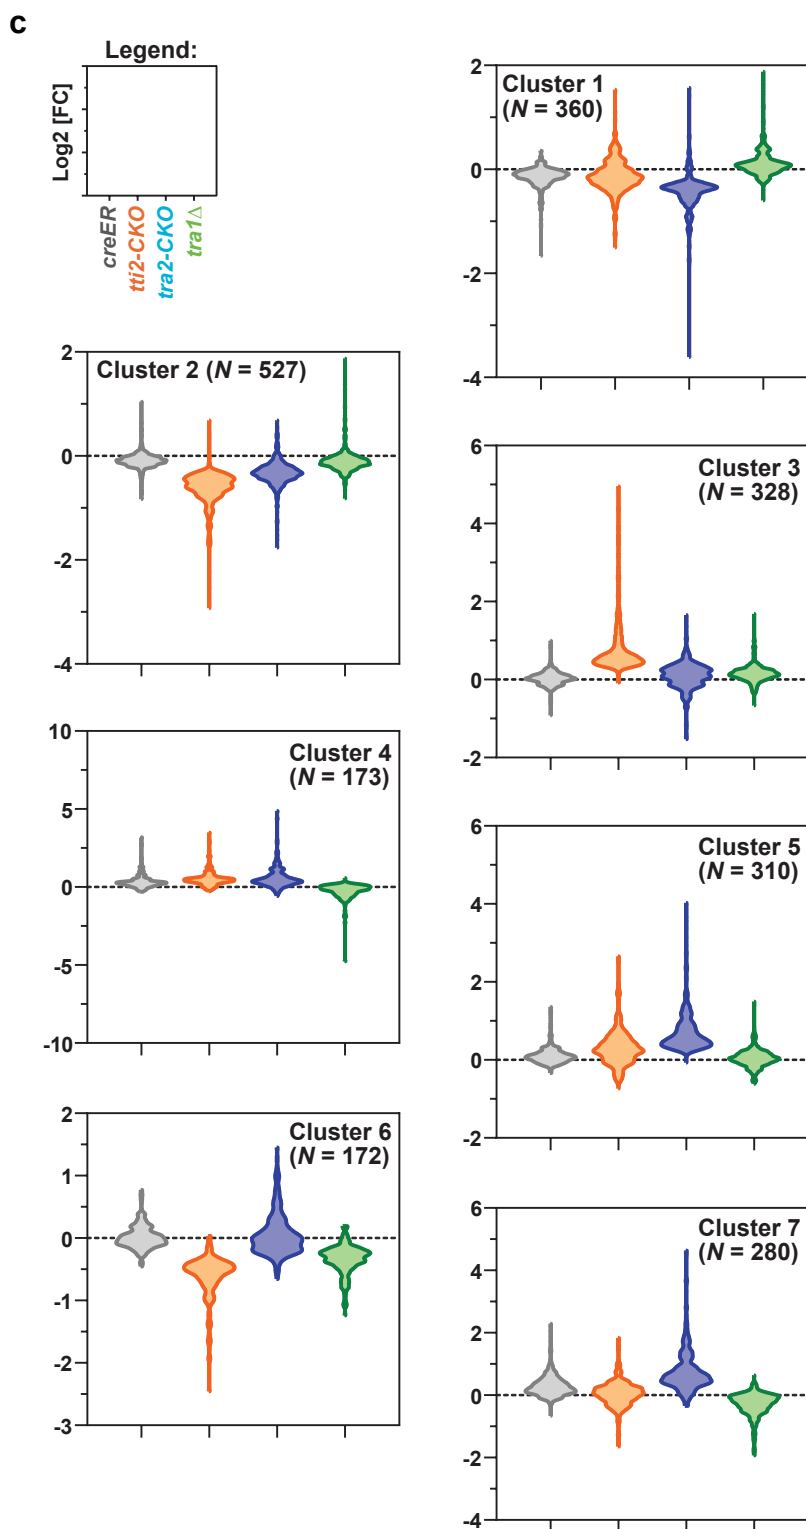 c
Legend:
Log2 [FC]
creER
tti2-CKO
tra2-CKO
tra1Δ
2
Cluster 1
(N = 360)
0
-2
-4
2
Cluster 2 (N = 527)
0
-2
-4
6
Cluster 3
(N = 328)
4
2
0
-2
10
Cluster 4
(N = 173)
5
0
-5
-10
6
Cluster 5
(N = 310)
4
2
0
-2
2
Cluster 6
(N = 172)
1
0
-1
-2
-3
6
Cluster 7
(N = 280)
4
2
0
-2
-4